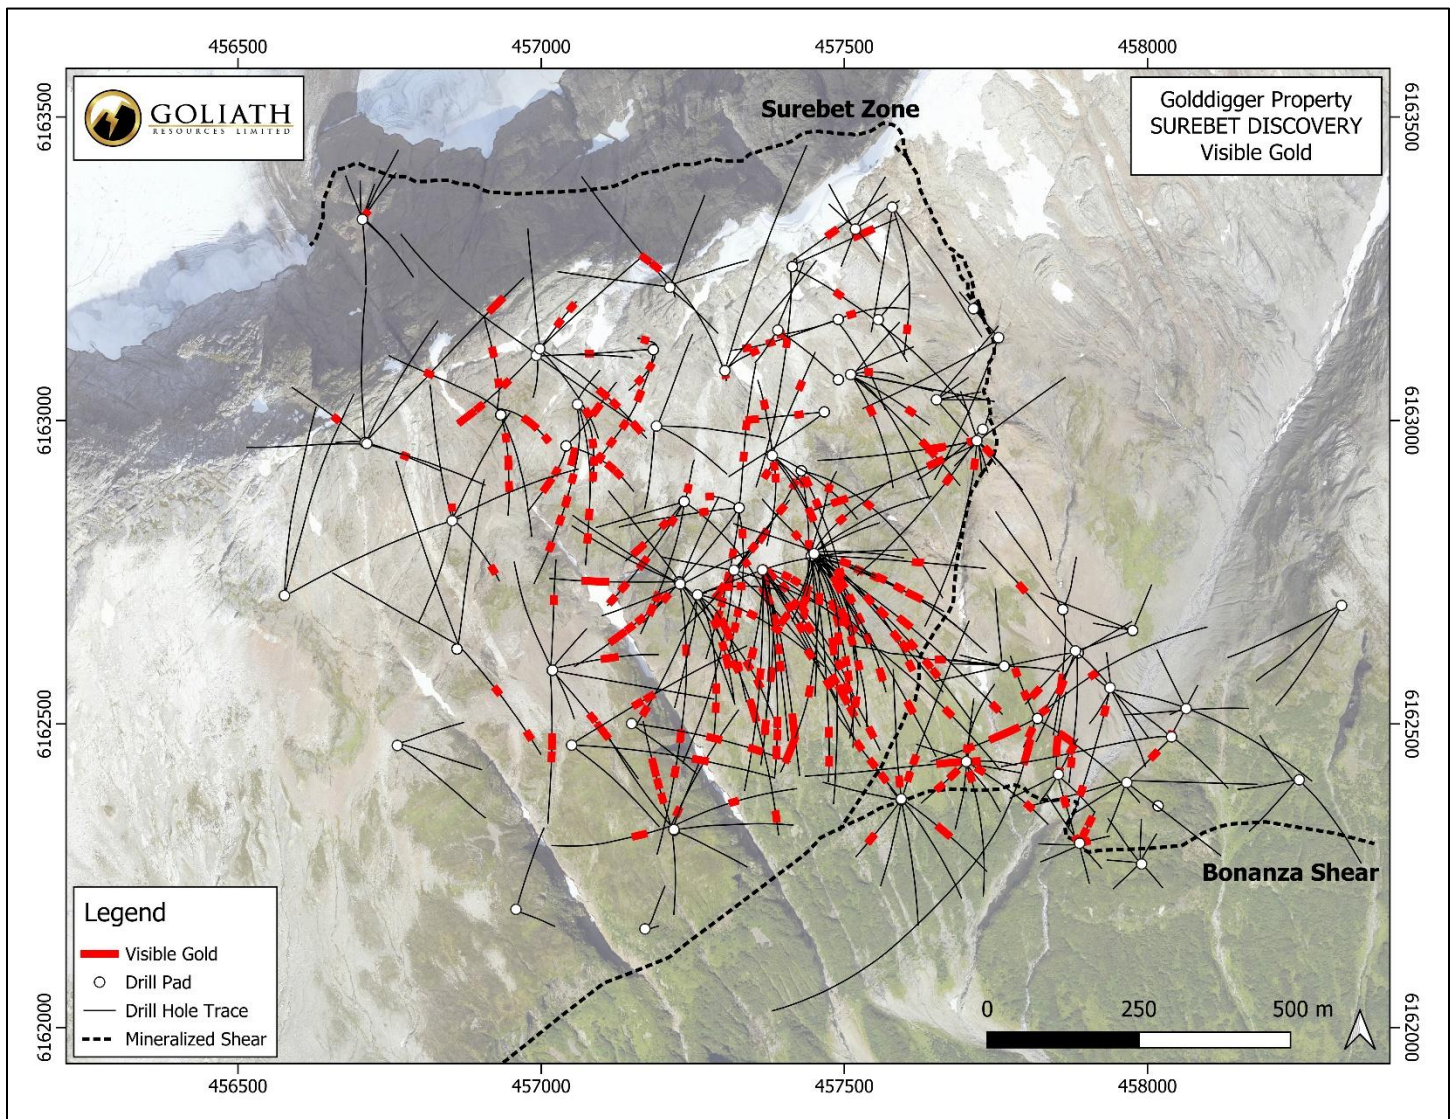 456500
457000
457500
458000
GOLIATH
RESOURCES LIMITED
Golddigger Property
SUREBET DISCOVERY
Visible Gold
Surebet Zone
6163500
6163500
6163000
6163000
6162500
6162500
Bonanza Shear
Legend
Visible Gold
Drill Pad
Drill Hole Trace
Mineralized Shear
0
250
500 m
6162000
6162000
456500
457000
457500
458000